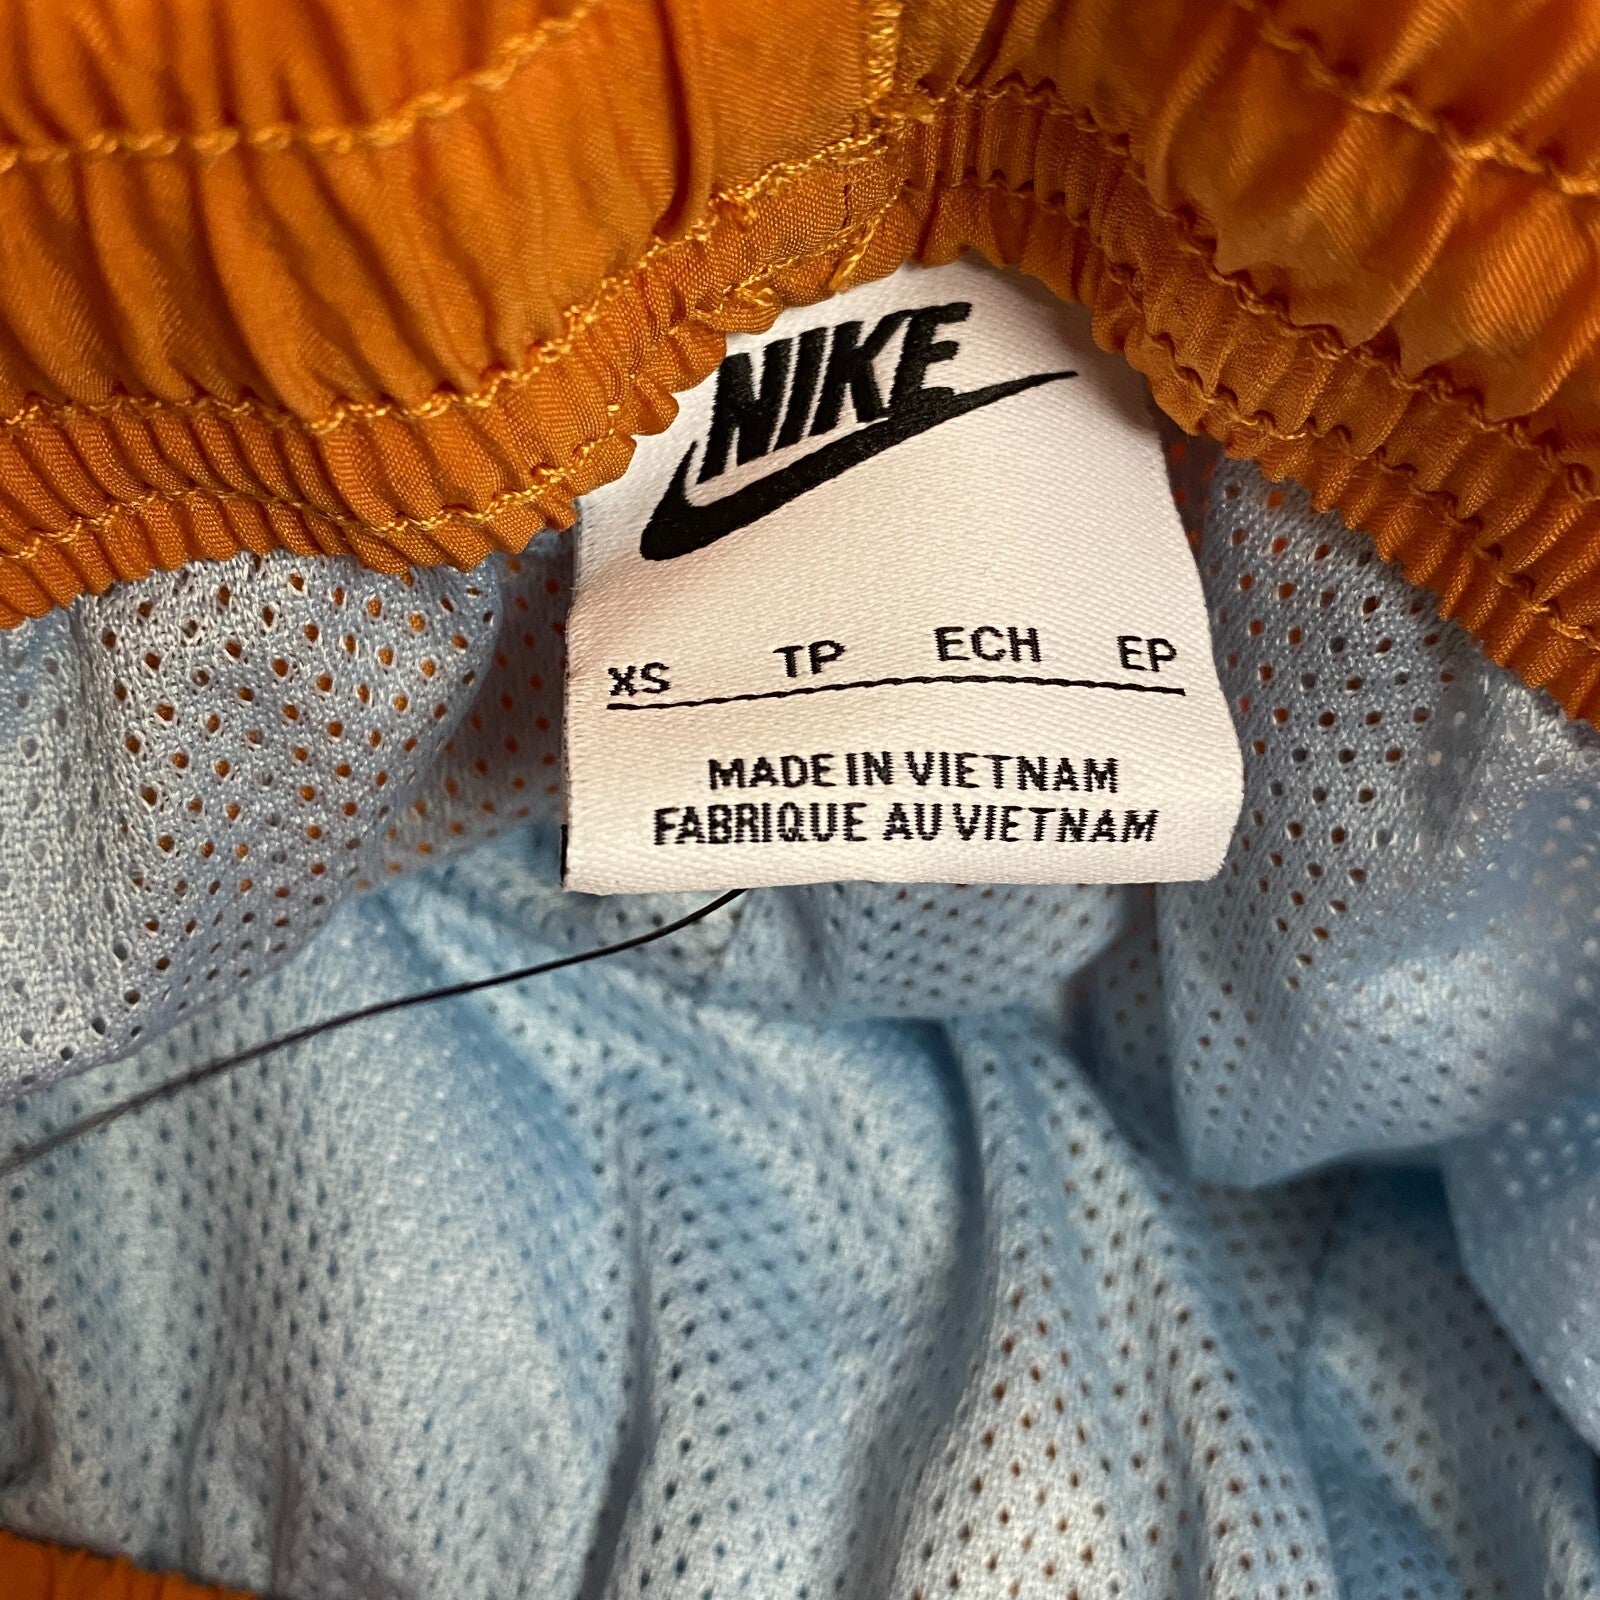 NIKE
XS TP ECH EP
MADE IN VIETNAM
FABRIQUE AU VIETNAM